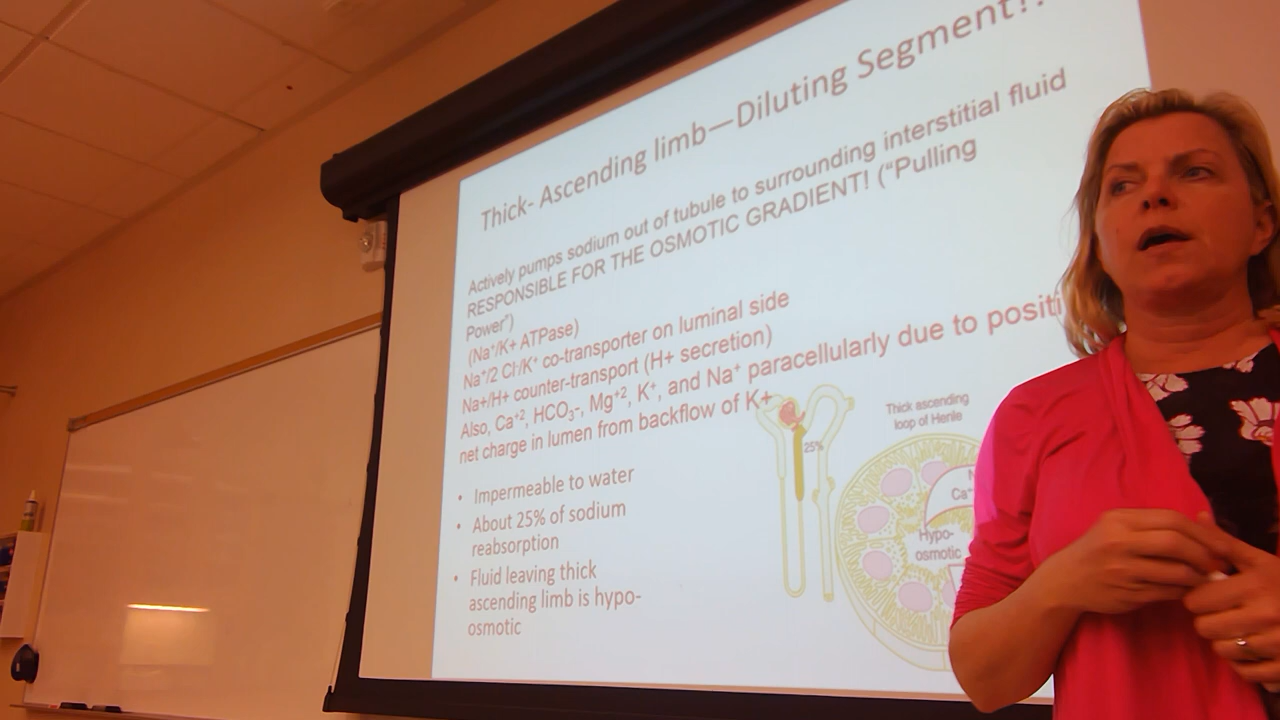 Thick- Ascending limb—Diluting Segment!!
Actively pumps sodium out of tubule to surrounding interstitial fluid
RESPONSIBLE FOR THE OSMOTIC GRADIENT! ("Pulling
Power")
(Na⁺/K+ ATPase)
Na⁺/2 Cl⁻/K⁺ co-transporter on luminal side
Na+/H+ counter-transport (H+ secretion)
Also, Ca⁺², HCO₃-, Mg⁺², K⁺, and Na⁺ paracellularly due to positi
net charge in lumen from backflow of K+
• Impermeable to water
• About 25% of sodium
reabsorption
• Fluid leaving thick
ascending limb is hypo-
osmotic
25%
Thick ascending
loop of Henle
Hypo-
osmotic